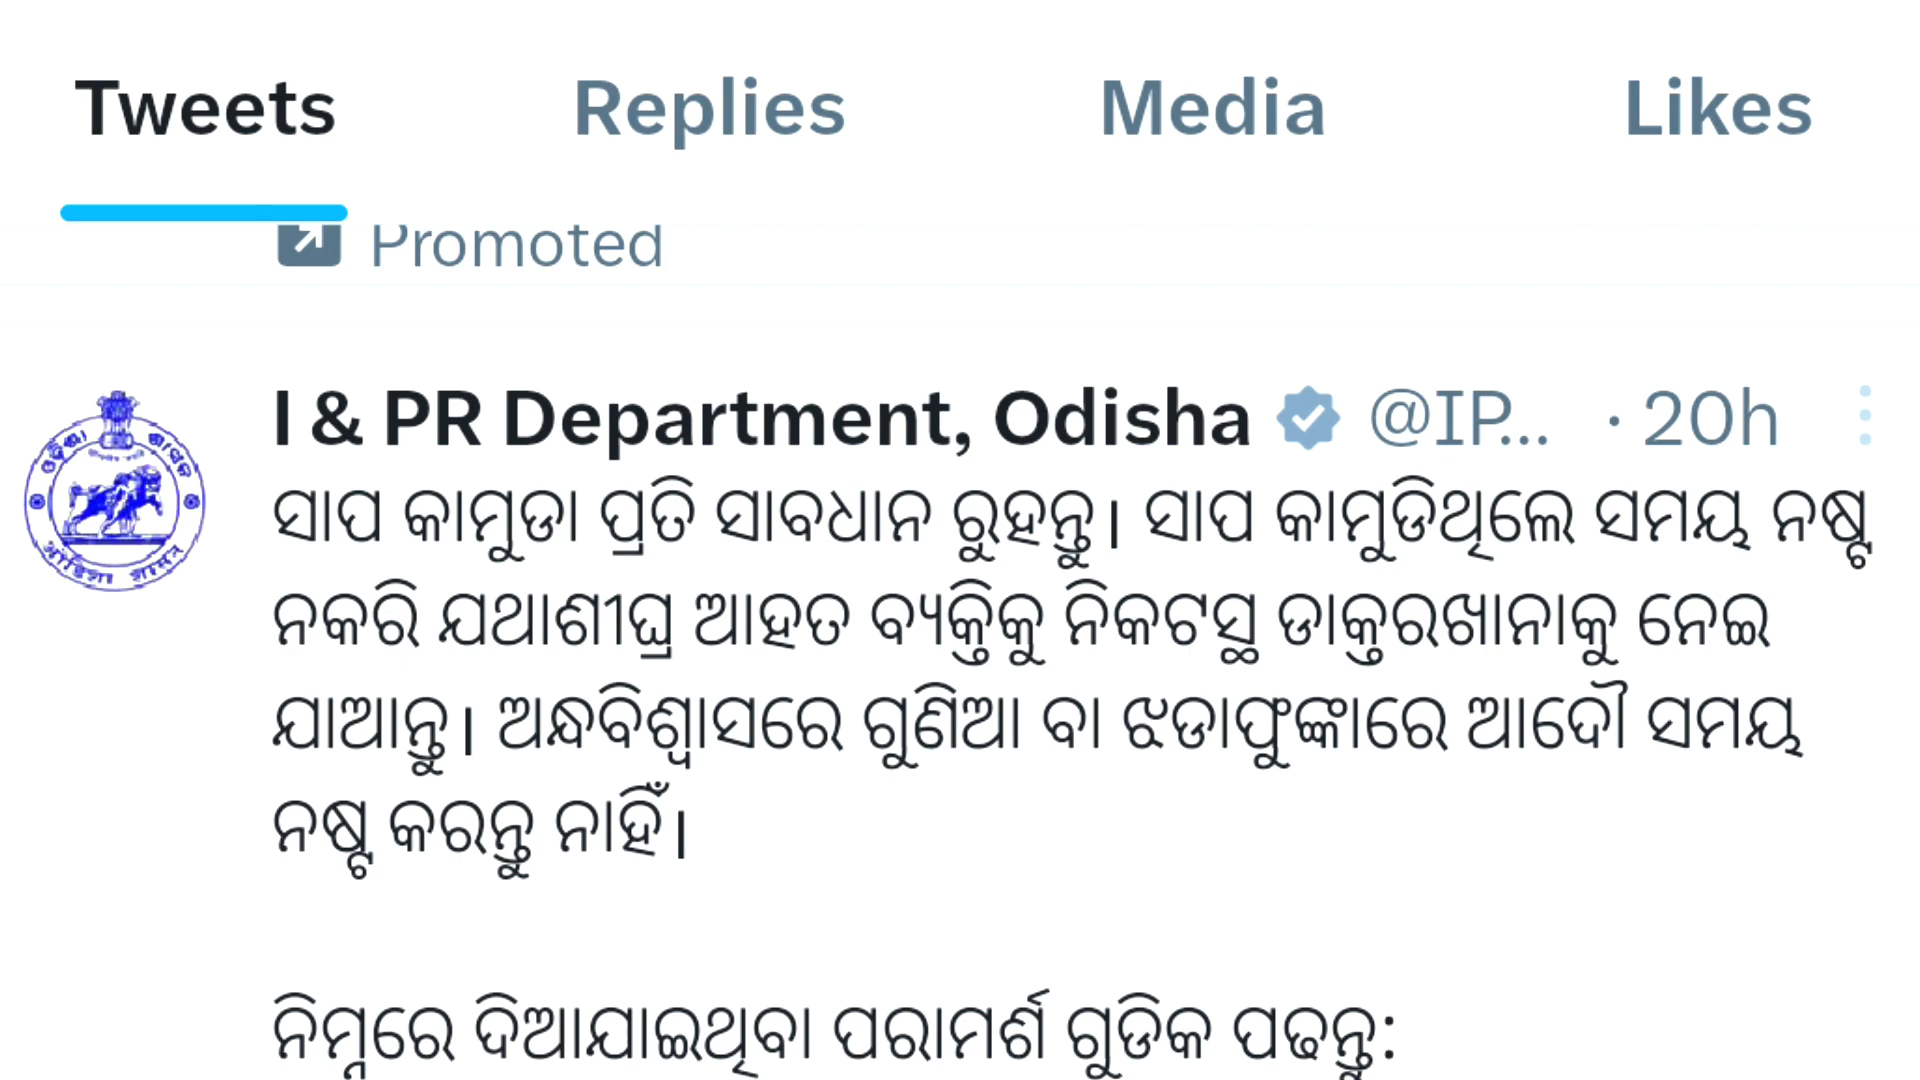 Tweets Replies Media Likes
Promoted
I & PR Department, Odisha @IP... · 20h
ସାପ କାମୁଡା ପ୍ରତି ସାବଧାନ ରୁହନ୍ତୁ। ସାପ କାମୁଡିଥିଲେ ସମୟ ନଷ୍ଟ
ନକରି ଯଥାଶୀଘ୍ର ଆହତ ବ୍ୟକ୍ତିକୁ ନିକଟସ୍ଥ ଡାକ୍ତରଖାନାକୁ ନେଇ
ଯାଆନ୍ତୁ। ଅନ୍ଧବିଶ୍ୱାସରେ ଗୁଣିଆ ବା ଝଡାଫୁଙ୍କାରେ ଆଦୌ ସମୟ
ନଷ୍ଟ କରନ୍ତୁ ନାହିଁ।
ନିମ୍ନରେ ଦିଆଯାଇଥିବା ପରାମର୍ଶ ଗୁଡିକ ପଢନ୍ତୁ: